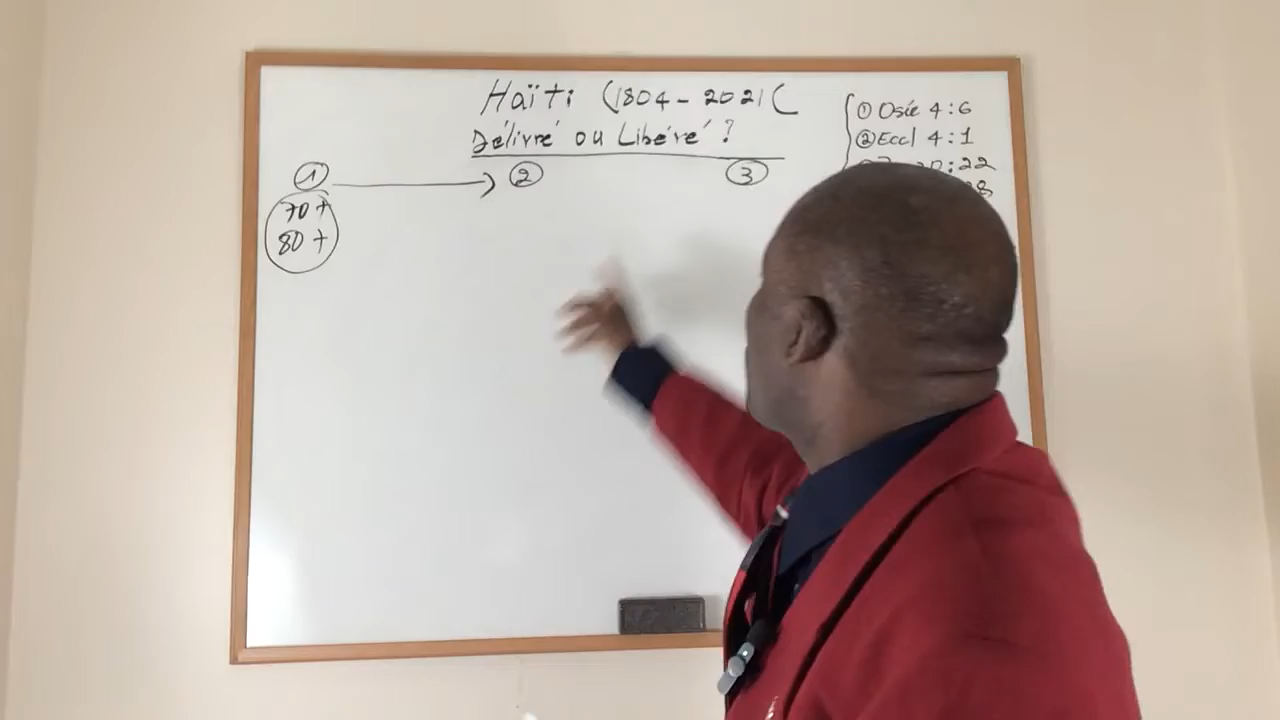 Haïti (1804 - 2021(
Délivré ou Libéré ?
① ② ③
70 +
80 +
① Osée 4 : 6
② Eccl 4 : 1
: 22